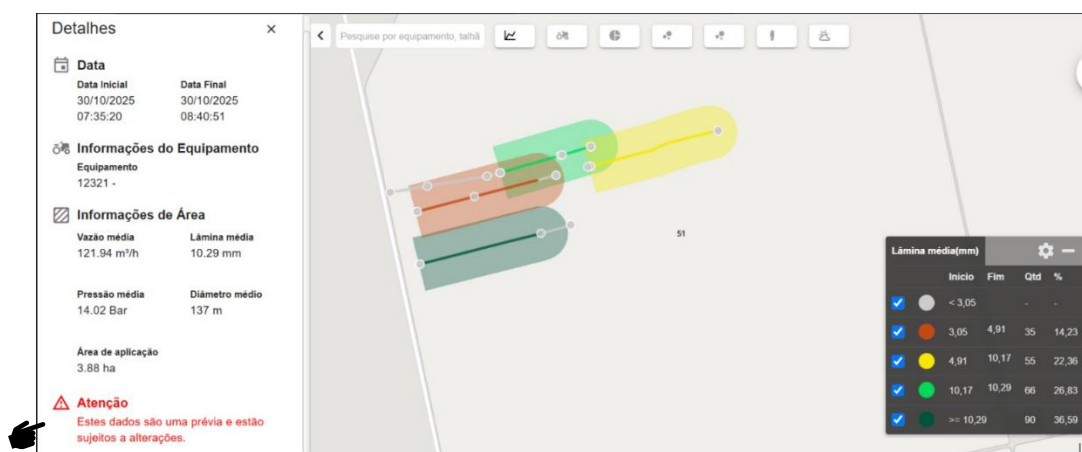 Detalhes ×
Data
Data Inicial Data Final
30/10/2025 30/10/2025
07:35:20 08:40:51
Informações do Equipamento
Equipamento
12321 -
Informações de Área
Vazão média Lâmina média
121.94 m³/h 10.29 mm
Pressão média Diâmetro médio
14.02 Bar 137 m
Área de aplicação
3.88 ha
Atenção
Estes dados são uma prévia e estão
sujeitos a alterações.
Pesquise por equipamento, talhã
51
Lâmina média(mm)
Início Fim Qtd %
< 3,05 - -
3,05 4,91 35 14,23
4,91 10,17 55 22,36
10,17 10,29 66 26,83
>= 10,29 90 36,59